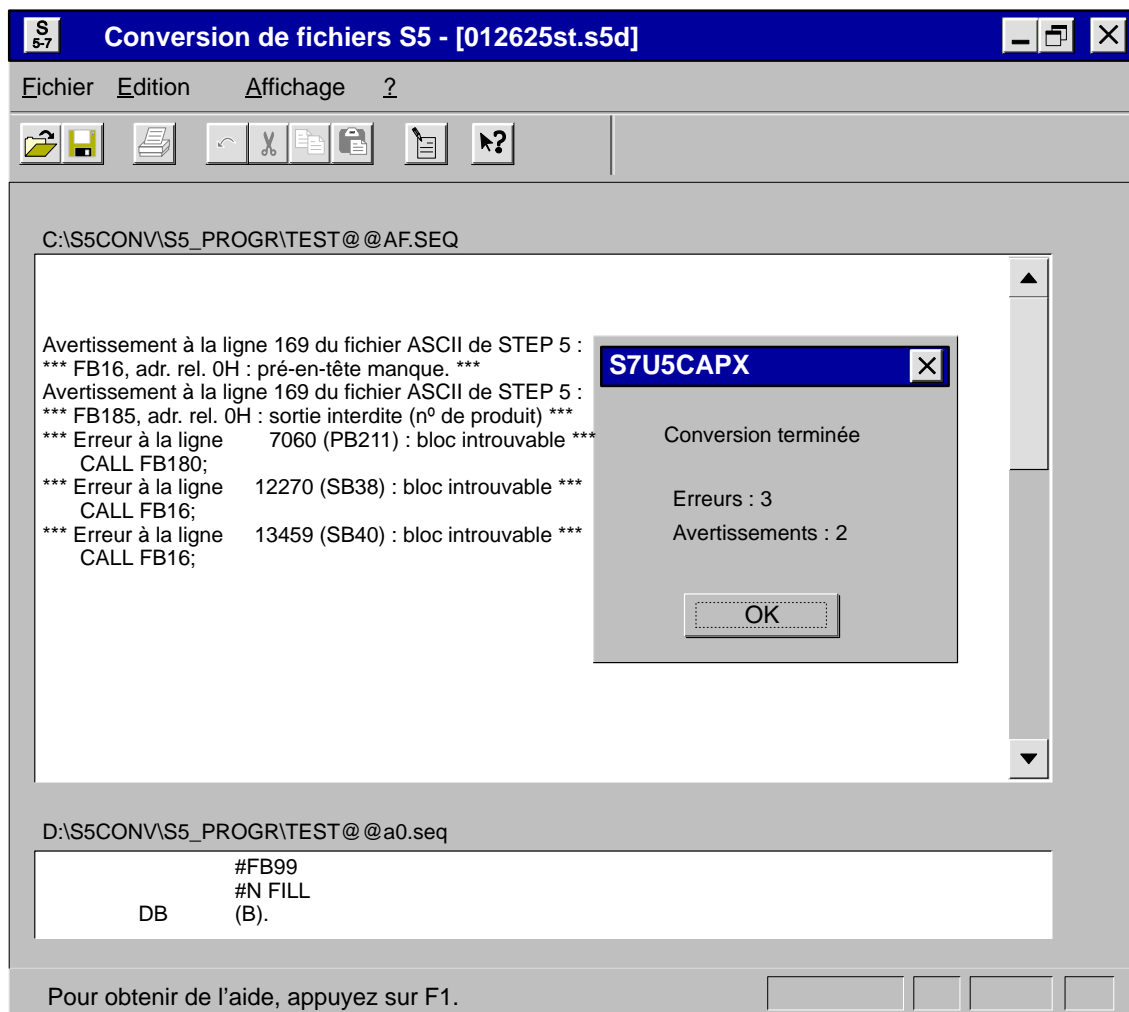 S
5-7
Conversion de fichiers S5 - [012625st.s5d]
Fichier Edition Affichage ?
C:\S5CONV\S5_PROGR\TEST@@AF.SEQ
Avertissement à la ligne 169 du fichier ASCII de STEP 5 :
*** FB16, adr. rel. 0H : pré-en-tête manque. ***
Avertissement à la ligne 169 du fichier ASCII de STEP 5 :
*** FB185, adr. rel. 0H : sortie interdite (nº de produit) ***
*** Erreur à la ligne 7060 (PB211) : bloc introuvable ***
CALL FB180;
*** Erreur à la ligne 12270 (SB38) : bloc introuvable ***
CALL FB16;
*** Erreur à la ligne 13459 (SB40) : bloc introuvable ***
CALL FB16;
S7U5CAPX
Conversion terminée
Erreurs : 3
Avertissements : 2
OK
D:\S5CONV\S5_PROGR\TEST@@a0.seq
#FB99
#N FILL
DB (B).
Pour obtenir de l'aide, appuyez sur F1.